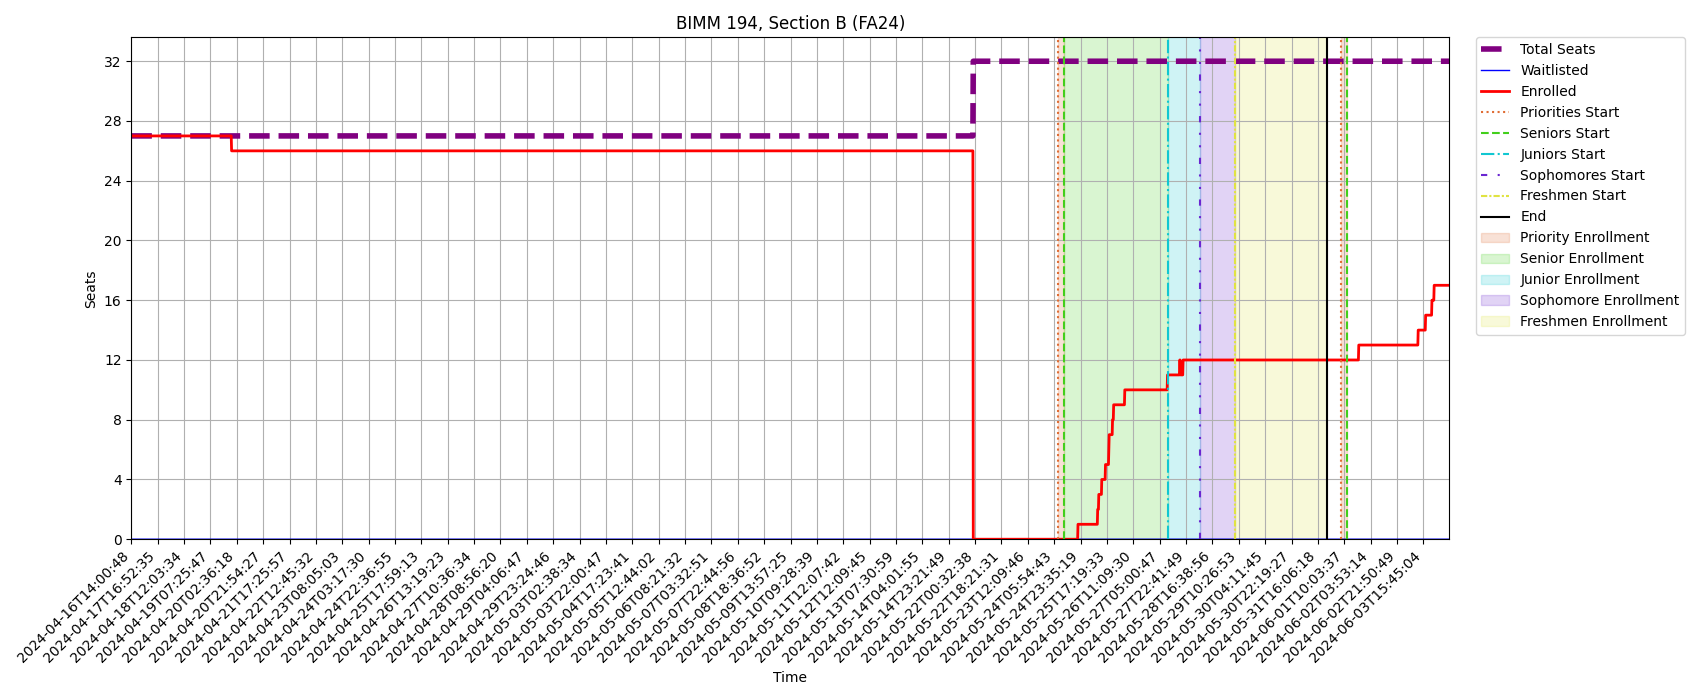 BIMM 194, Section B (FA24)
Total Seats
Waitlisted
Enrolled
Priorities Start
Seniors Start
Juniors Start
Sophomores Start
Freshmen Start
End
Priority Enrollment
Senior Enrollment
Junior Enrollment
Sophomore Enrollment
Freshmen Enrollment
Seats
32
28
24
20
16
12
8
4
0
2024-04-16T14:00:48
2024-04-17T16:52:35
2024-04-18T12:03:34
2024-04-19T07:25:47
2024-04-20T02:36:18
2024-04-20T21:54:27
2024-04-21T17:25:57
2024-04-22T12:45:32
2024-04-23T08:05:03
2024-04-24T03:17:30
2024-04-24T22:36:55
2024-04-25T17:59:13
2024-04-26T13:19:23
2024-04-27T10:36:34
2024-04-28T08:56:20
2024-04-29T04:06:47
2024-04-29T23:24:46
2024-05-03T02:38:34
2024-05-03T22:00:47
2024-05-04T17:23:41
2024-05-05T12:44:02
2024-05-06T08:21:32
2024-05-07T03:32:51
2024-05-07T22:44:56
2024-05-08T18:36:52
2024-05-09T13:57:25
2024-05-10T09:28:39
2024-05-11T12:07:42
2024-05-12T12:09:45
2024-05-13T07:30:59
2024-05-14T04:01:55
2024-05-14T23:21:49
2024-05-22T00:32:38
2024-05-22T18:21:31
2024-05-23T12:09:46
2024-05-24T05:54:43
2024-05-24T23:35:19
2024-05-25T17:19:33
2024-05-26T11:09:30
2024-05-27T05:00:47
2024-05-27T22:41:49
2024-05-28T16:38:56
2024-05-29T10:26:53
2024-05-30T04:11:45
2024-05-30T22:19:27
2024-05-31T16:06:18
2024-06-01T10:03:37
2024-06-02T03:53:14
2024-06-02T21:50:49
2024-06-03T15:45:04
Time